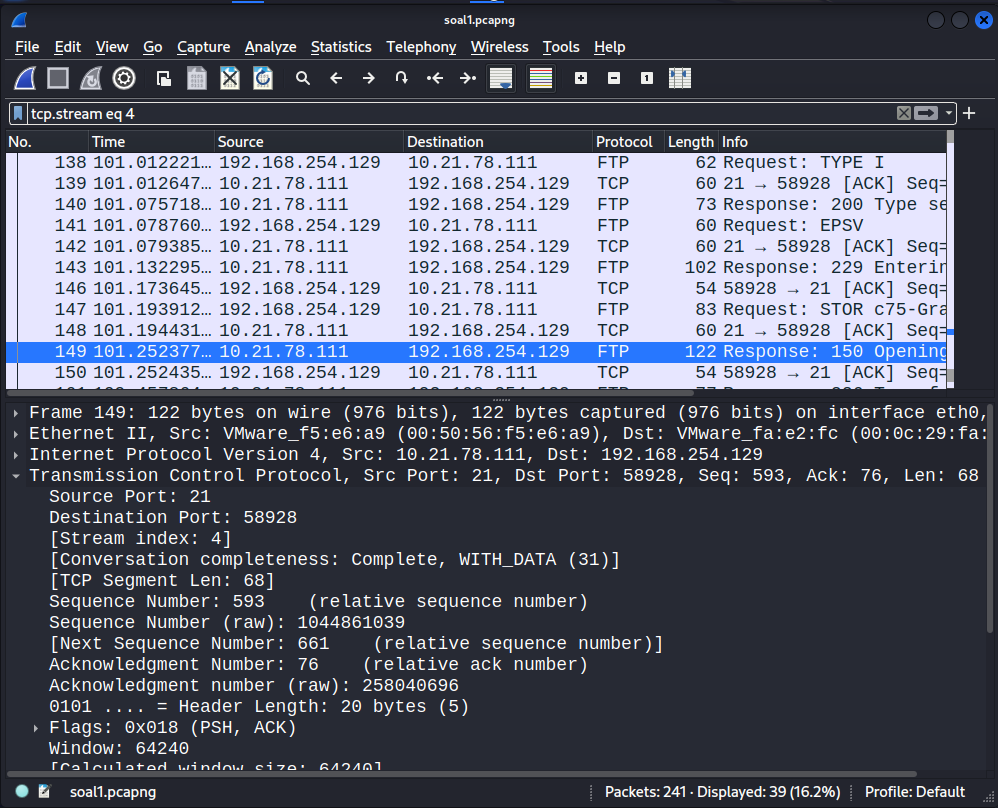 soal1.pcapng
File Edit View Go Capture Analyze Statistics Telephony Wireless Tools Help
tcp.stream eq 4
No. Time Source Destination Protocol Length Info
138 101.012221… 192.168.254.129 10.21.78.111 FTP 62 Request: TYPE I
139 101.012647… 10.21.78.111 192.168.254.129 TCP 60 21 → 58928 [ACK] Seq=
140 101.075718… 10.21.78.111 192.168.254.129 FTP 73 Response: 200 Type se
141 101.078760… 192.168.254.129 10.21.78.111 FTP 60 Request: EPSV
142 101.079385… 10.21.78.111 192.168.254.129 TCP 60 21 → 58928 [ACK] Seq=
143 101.132295… 10.21.78.111 192.168.254.129 FTP 102 Response: 229 Enterin
146 101.173645… 192.168.254.129 10.21.78.111 TCP 54 58928 → 21 [ACK] Seq=
147 101.193912… 192.168.254.129 10.21.78.111 FTP 83 Request: STOR c75-Gra
148 101.194431… 10.21.78.111 192.168.254.129 TCP 60 21 → 58928 [ACK] Seq=
149 101.252377… 10.21.78.111 192.168.254.129 FTP 122 Response: 150 Opening
150 101.252435… 192.168.254.129 10.21.78.111 TCP 54 58928 → 21 [ACK] Seq=
Frame 149: 122 bytes on wire (976 bits), 122 bytes captured (976 bits) on interface eth0,
Ethernet II, Src: VMware_f5:e6:a9 (00:50:56:f5:e6:a9), Dst: VMware_fa:e2:fc (00:0c:29:fa:
Internet Protocol Version 4, Src: 10.21.78.111, Dst: 192.168.254.129
Transmission Control Protocol, Src Port: 21, Dst Port: 58928, Seq: 593, Ack: 76, Len: 68
Source Port: 21
Destination Port: 58928
[Stream index: 4]
[Conversation completeness: Complete, WITH_DATA (31)]
[TCP Segment Len: 68]
Sequence Number: 593 (relative sequence number)
Sequence Number (raw): 1044861039
[Next Sequence Number: 661 (relative sequence number)]
Acknowledgment Number: 76 (relative ack number)
Acknowledgment number (raw): 258040696
0101 .... = Header Length: 20 bytes (5)
Flags: 0x018 (PSH, ACK)
Window: 64240
[Calculated window size: 64240]
soal1.pcapng Packets: 241 · Displayed: 39 (16.2%) Profile: Default